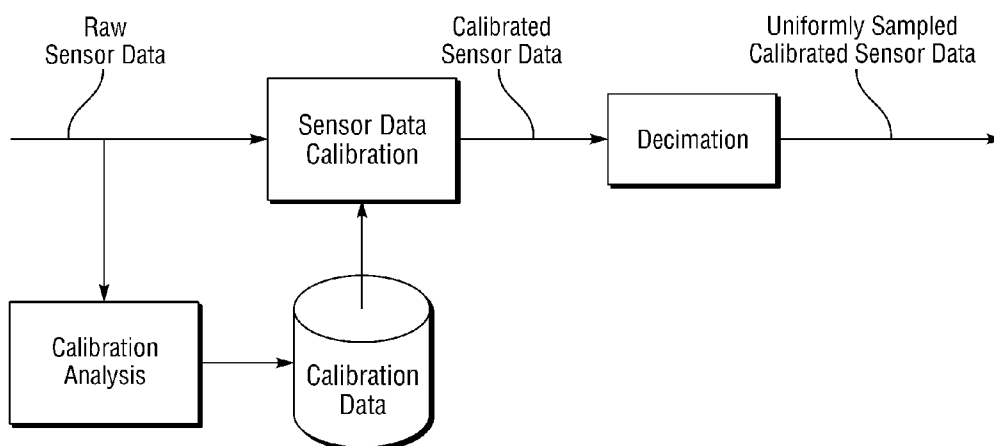 Raw
Sensor Data
Calibrated
Sensor Data
Uniformly Sampled
Calibrated Sensor Data
Sensor Data
Calibration
Decimation
Calibration
Analysis
Calibration
Data